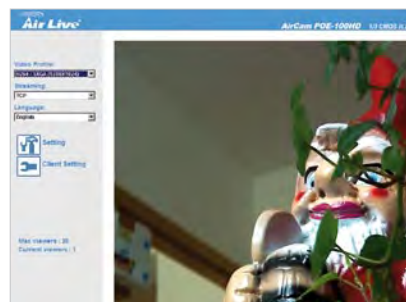 Air Live
AirCam POE-100HD
Video Profile:
Streaming:
TCP
Language:
English
Setting
Client Setting
Max viewers :
Current viewers : 1